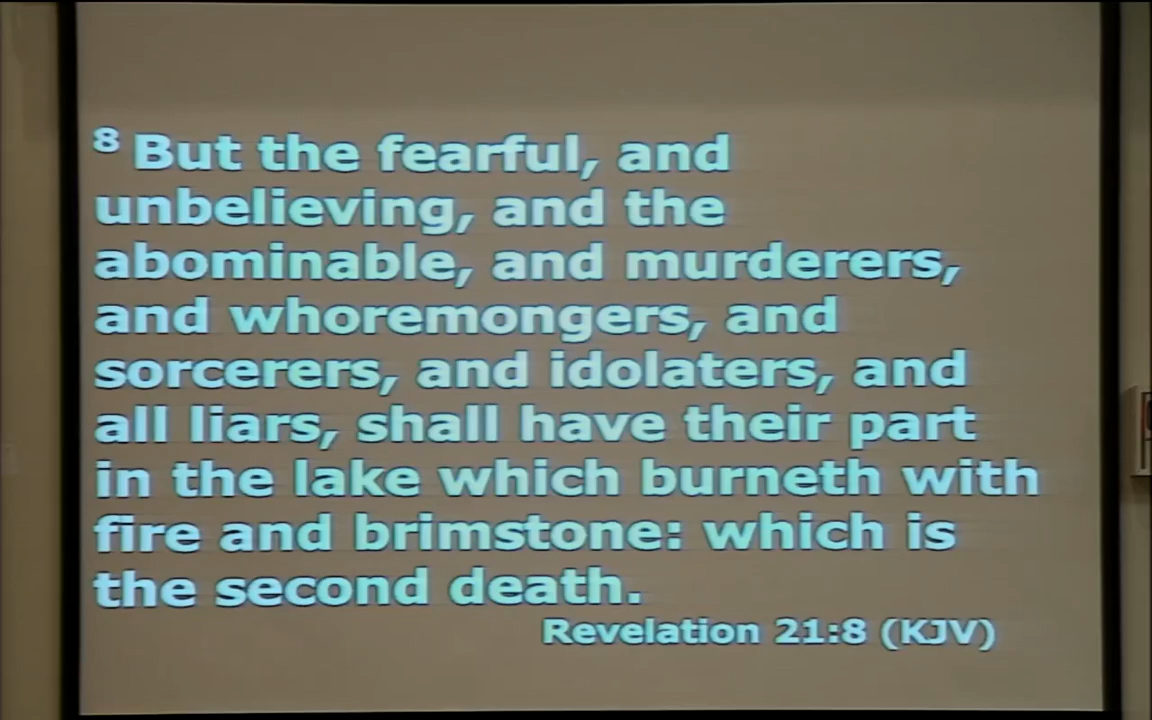 8 But the fearful, and
unbelieving, and the
abominable, and murderers,
and whoremongers, and
sorcerers, and idolaters, and
all liars, shall have their part
in the lake which burneth with
fire and brimstone: which is
the second death.
Revelation 21:8 (KJV)